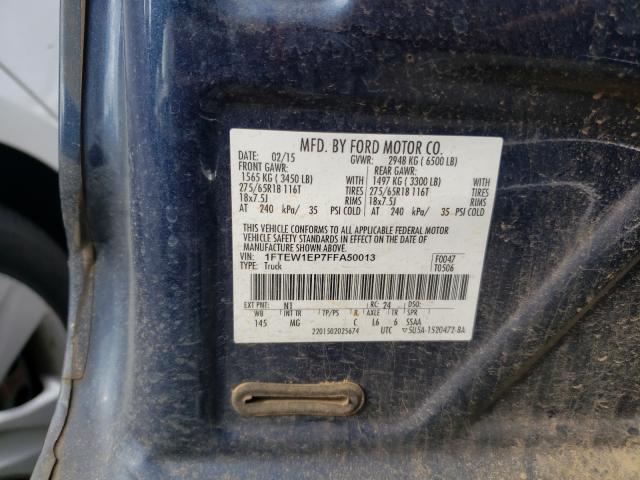 MFD. BY FORD MOTOR CO.
DATE: 02/15 GVWR: 2948 KG ( 6500 LB)
FRONT GAWR: REAR GAWR:
1565 KG ( 3450 LB) WITH 1497 KG ( 3300 LB) WITH
275/65R18 116T TIRES 275/65R18 116T TIRES
18x7.5J RIMS 18x7.5J RIMS
AT 240 kPa/ 35 PSI COLD AT 240 kPa/ 35 PSI COLD
THIS VEHICLE CONFORMS TO ALL APPLICABLE FEDERAL MOTOR
VEHICLE SAFETY AND THEFT PREVENTION STANDARDS IN EFFECT ON THE DATE OF
MANUFACTURE SHOWN ABOVE.
VIN: 1FTEW1EP7FFA50013 F0047
TYPE: Truck T0506
EXT PNT: N1 RC: 24 DSO:
WB INT TR TP/PS R AXLE TR SPR
145 MG C L6 6 SSAA
2201502025674 UTC